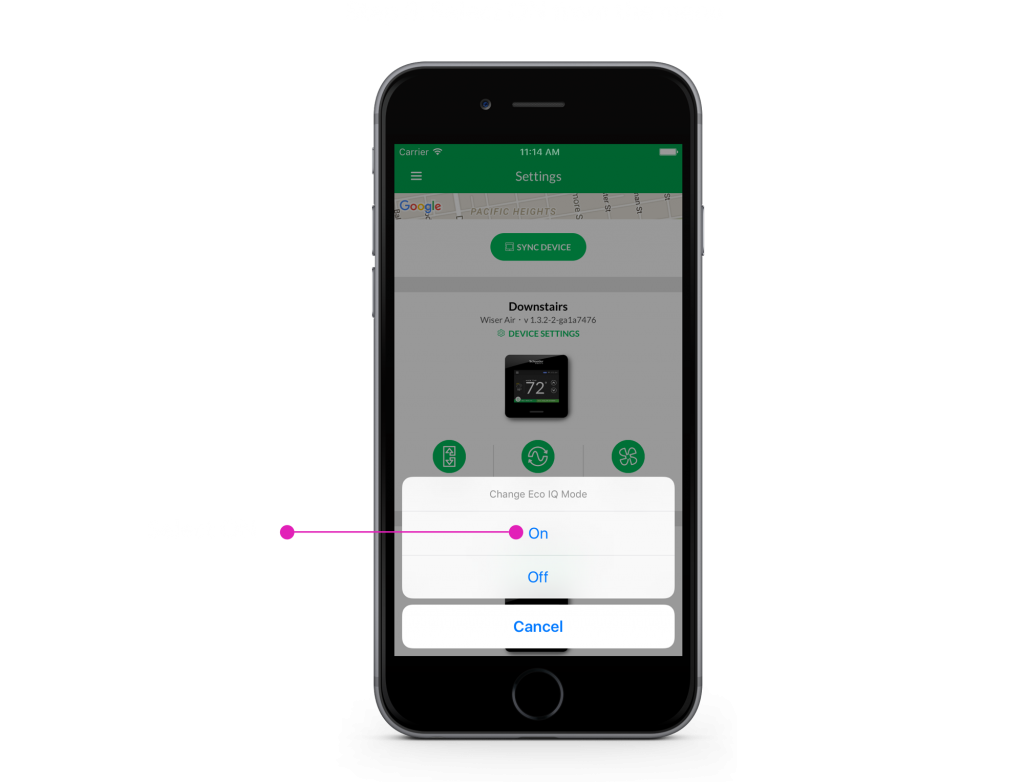 Carrier 11:14 AM
Settings
Google
PACIFIC HEIGHTS
SYNC DEVICE
Downstairs
Wiser Air · v 1.3.2-2-ga1a7476
DEVICE SETTINGS
72°
Change Eco IQ Mode
On
Off
Cancel